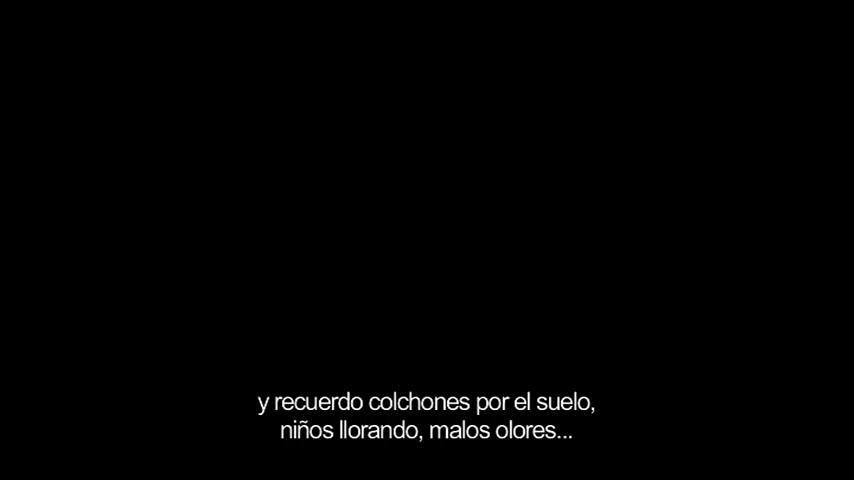 y recuerdo colchones por el suelo,
niños llorando, malos olores...